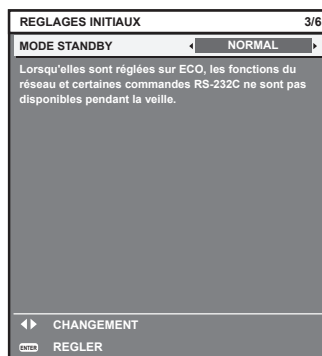 REGLAGES INITIAUX 3/6
MODE STANDBY NORMAL
Lorsqu'elles sont réglées sur ECO, les fonctions du
réseau et certaines commandes RS-232C ne sont pas
disponibles pendant la veille.
CHANGEMENT
ENTER REGLER